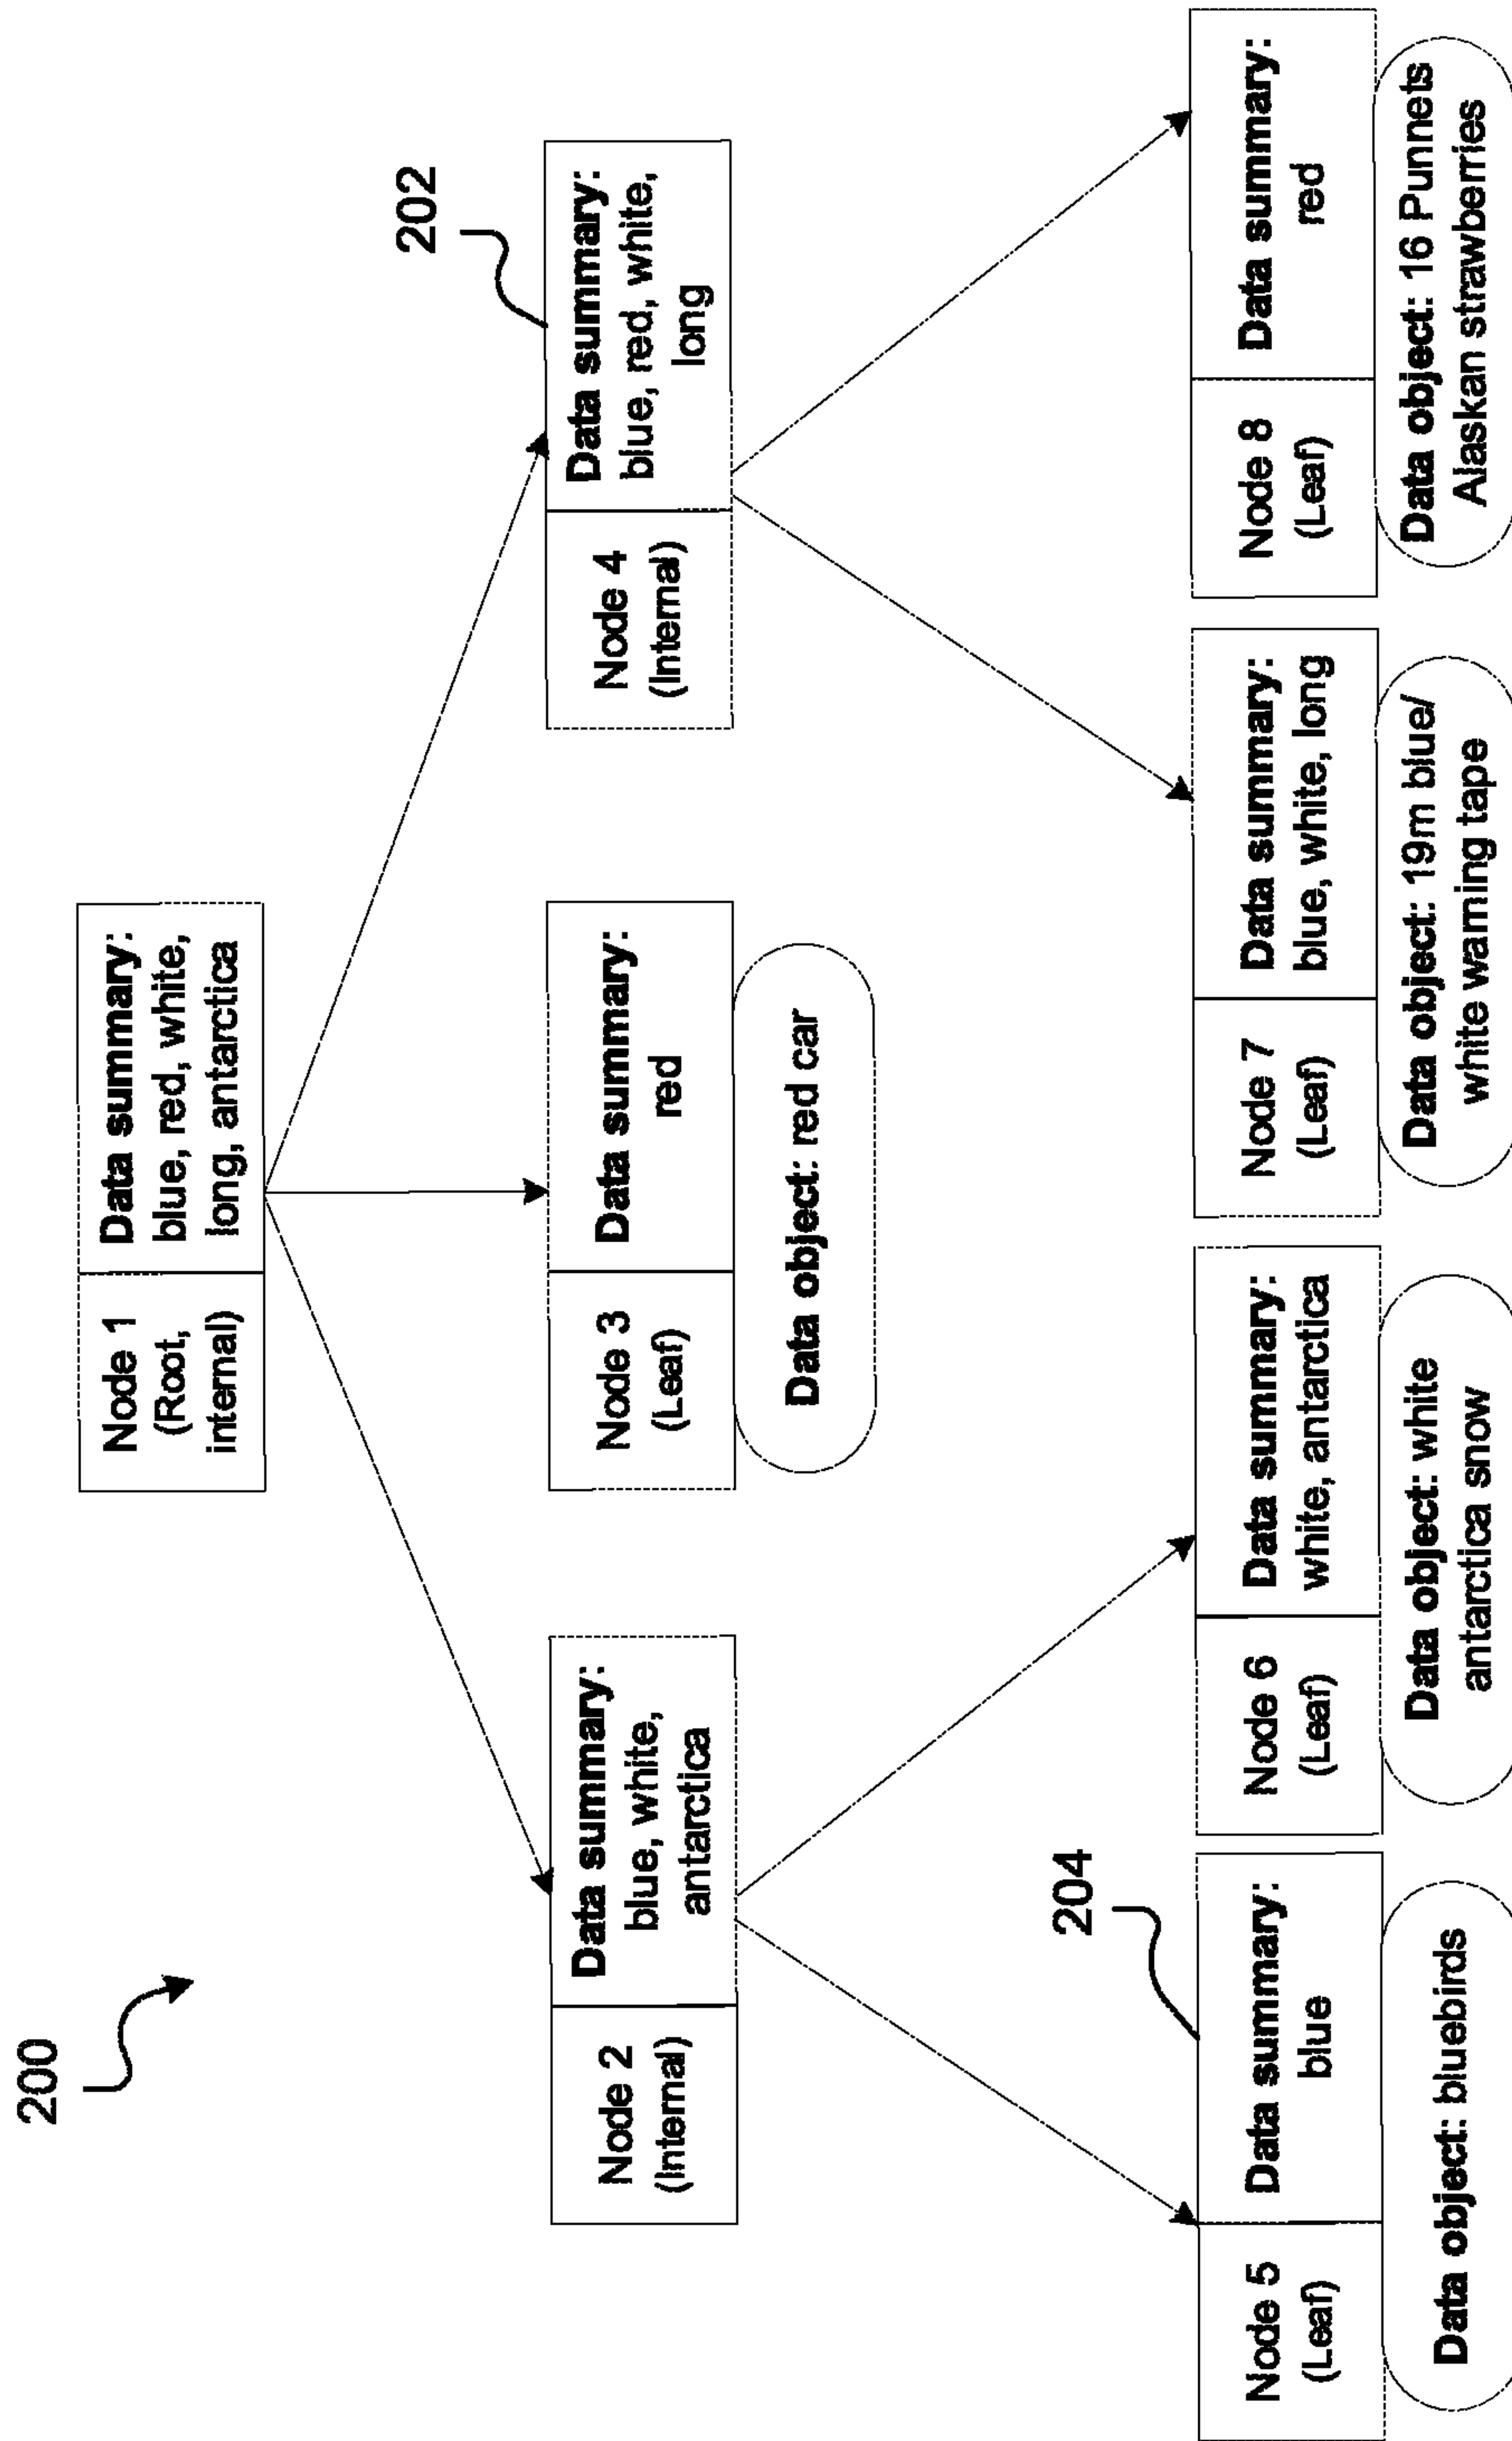 200
Node 1
(Root,
internal)
Data summary:
blue, red, white,
long, antarctica
Node 2
(Internal)
Data summary:
blue, white,
antarctica
Node 3
(Leaf)
Data summary:
red
Data object: red car
202
Node 4
(Internal)
Data summary:
blue, red, white,
long
204
Node 5
(Leaf)
Data summary:
blue
Data object: bluebirds
Node 6
(Leaf)
Data summary:
white, antarctica
Data object: white
antarctica snow
Node 7
(Leaf)
Data summary:
blue, white, long
Data object: 19m blue/
white warning tape
Node 8
(Leaf)
Data summary:
red
Data object: 16 Punnets
Alaskan strawberries